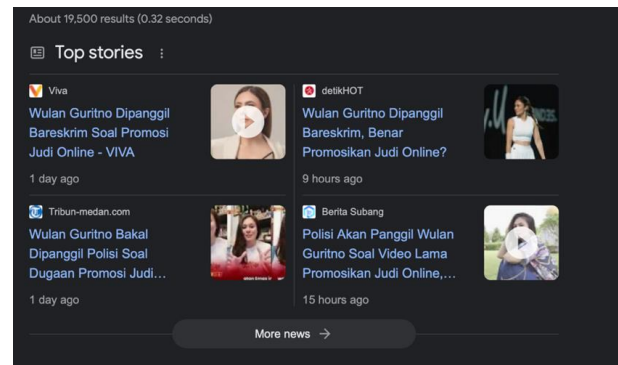 About 19,500 results (0.32 seconds)
Top stories
Viva
Wulan Guritno Dipanggil
Bareskrim Soal Promosi
Judi Online - VIVA
1 day ago
detikHOT
Wulan Guritno Dipanggil
Bareskrim, Benar
Promosikan Judi Online?
9 hours ago
Tribun-medan.com
Wulan Guritno Bakal
Dipanggil Polisi Soal
Dugaan Promosi Judi...
1 day ago
Berita Subang
Polisi Akan Panggil Wulan
Guritno Soal Video Lama
Promosikan Judi Online,...
15 hours ago
More news →